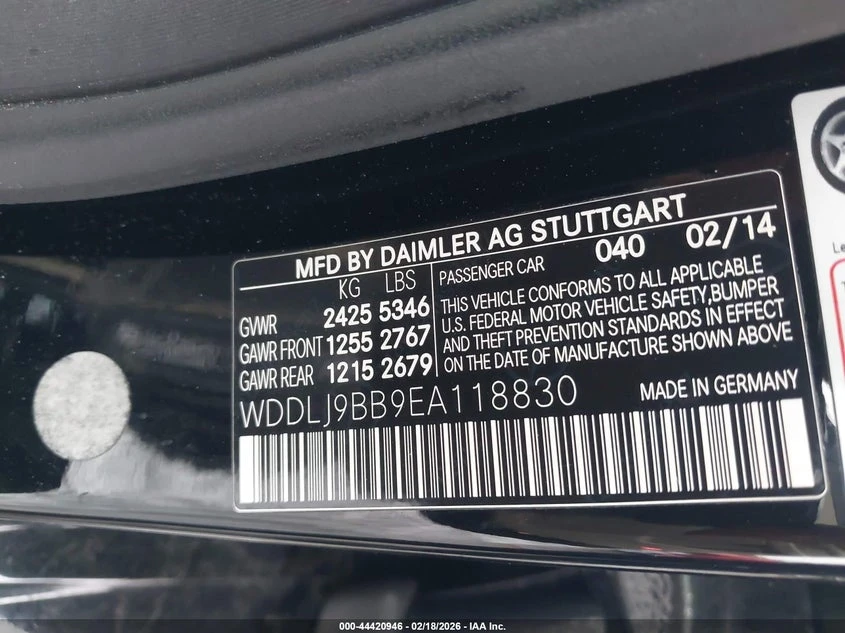 MFD BY DAIMLER AG STUTTGART
KG LBS
GVWR 2425 5346
GAWR FRONT 1255 2767
GAWR REAR 1215 2679
PASSENGER CAR 040 02/14
THIS VEHICLE CONFORMS TO ALL APPLICABLE
U.S. FEDERAL MOTOR VEHICLE SAFETY,BUMPER
AND THEFT PREVENTION STANDARDS IN EFFECT
ON THE DATE OF MANUFACTURE SHOWN ABOVE
WDDLJ9BB9EA118830
MADE IN GERMANY
Le
000-44420946 - 02/18/2026 - IAA Inc.